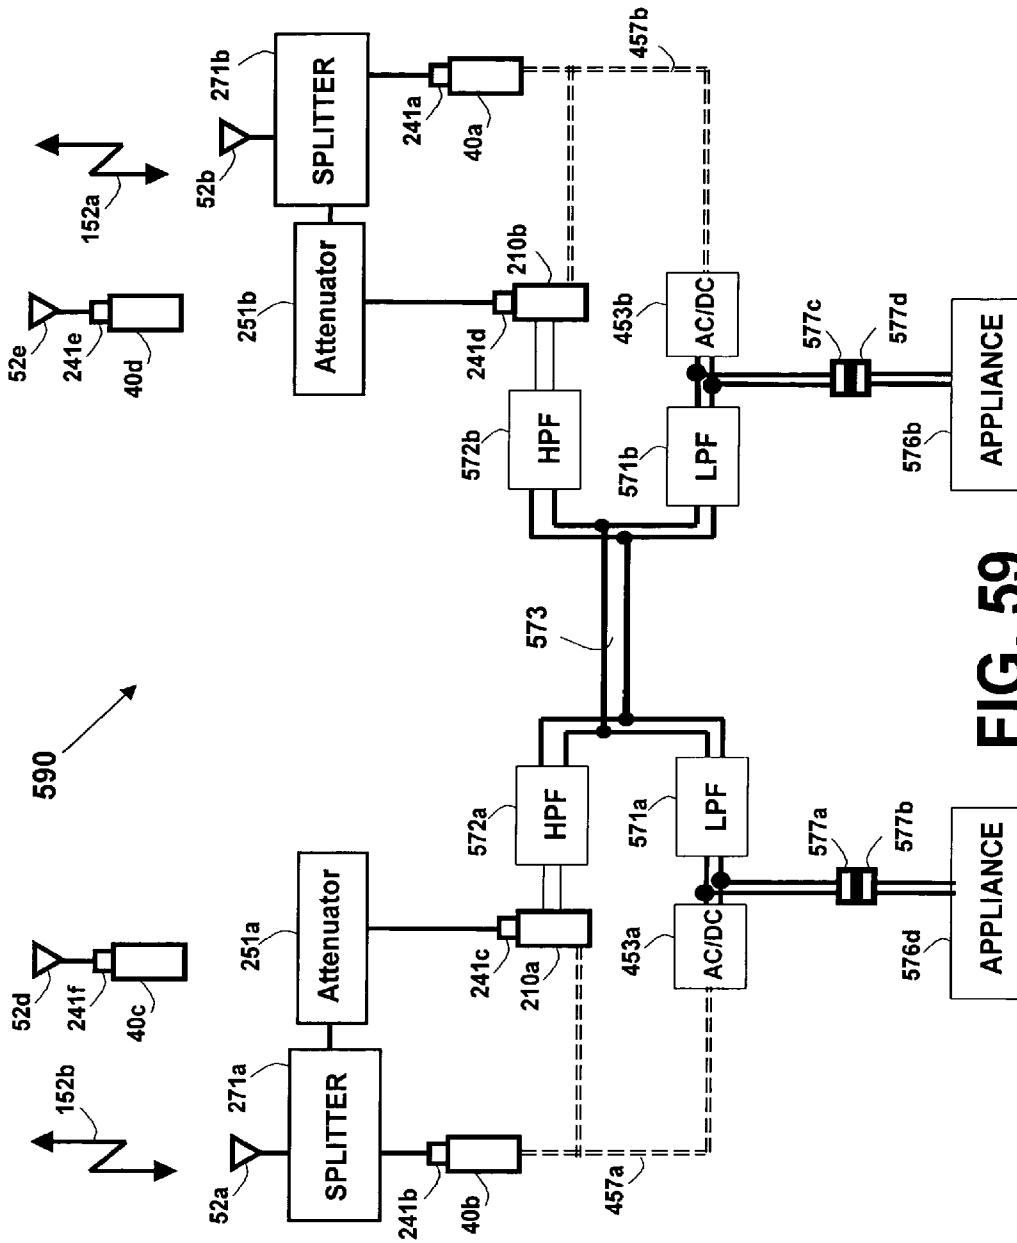 52d
52e
590
152b
241f
241e
152a
40c
40d
52a
271a
251a
251b
52b
271b
SPLITTER
Attenuator
Attenuator
SPLITTER
241b
241c
241d
241a
40b
210a
572a
572b
210b
40a
HPF
HPF
573
457a
453a
571a
571b
453b
457b
AC/DC
LPF
LPF
AC/DC
577a
577b
577c
577d
576d
576b
APPLIANCE
APPLIANCE
FIG. 59